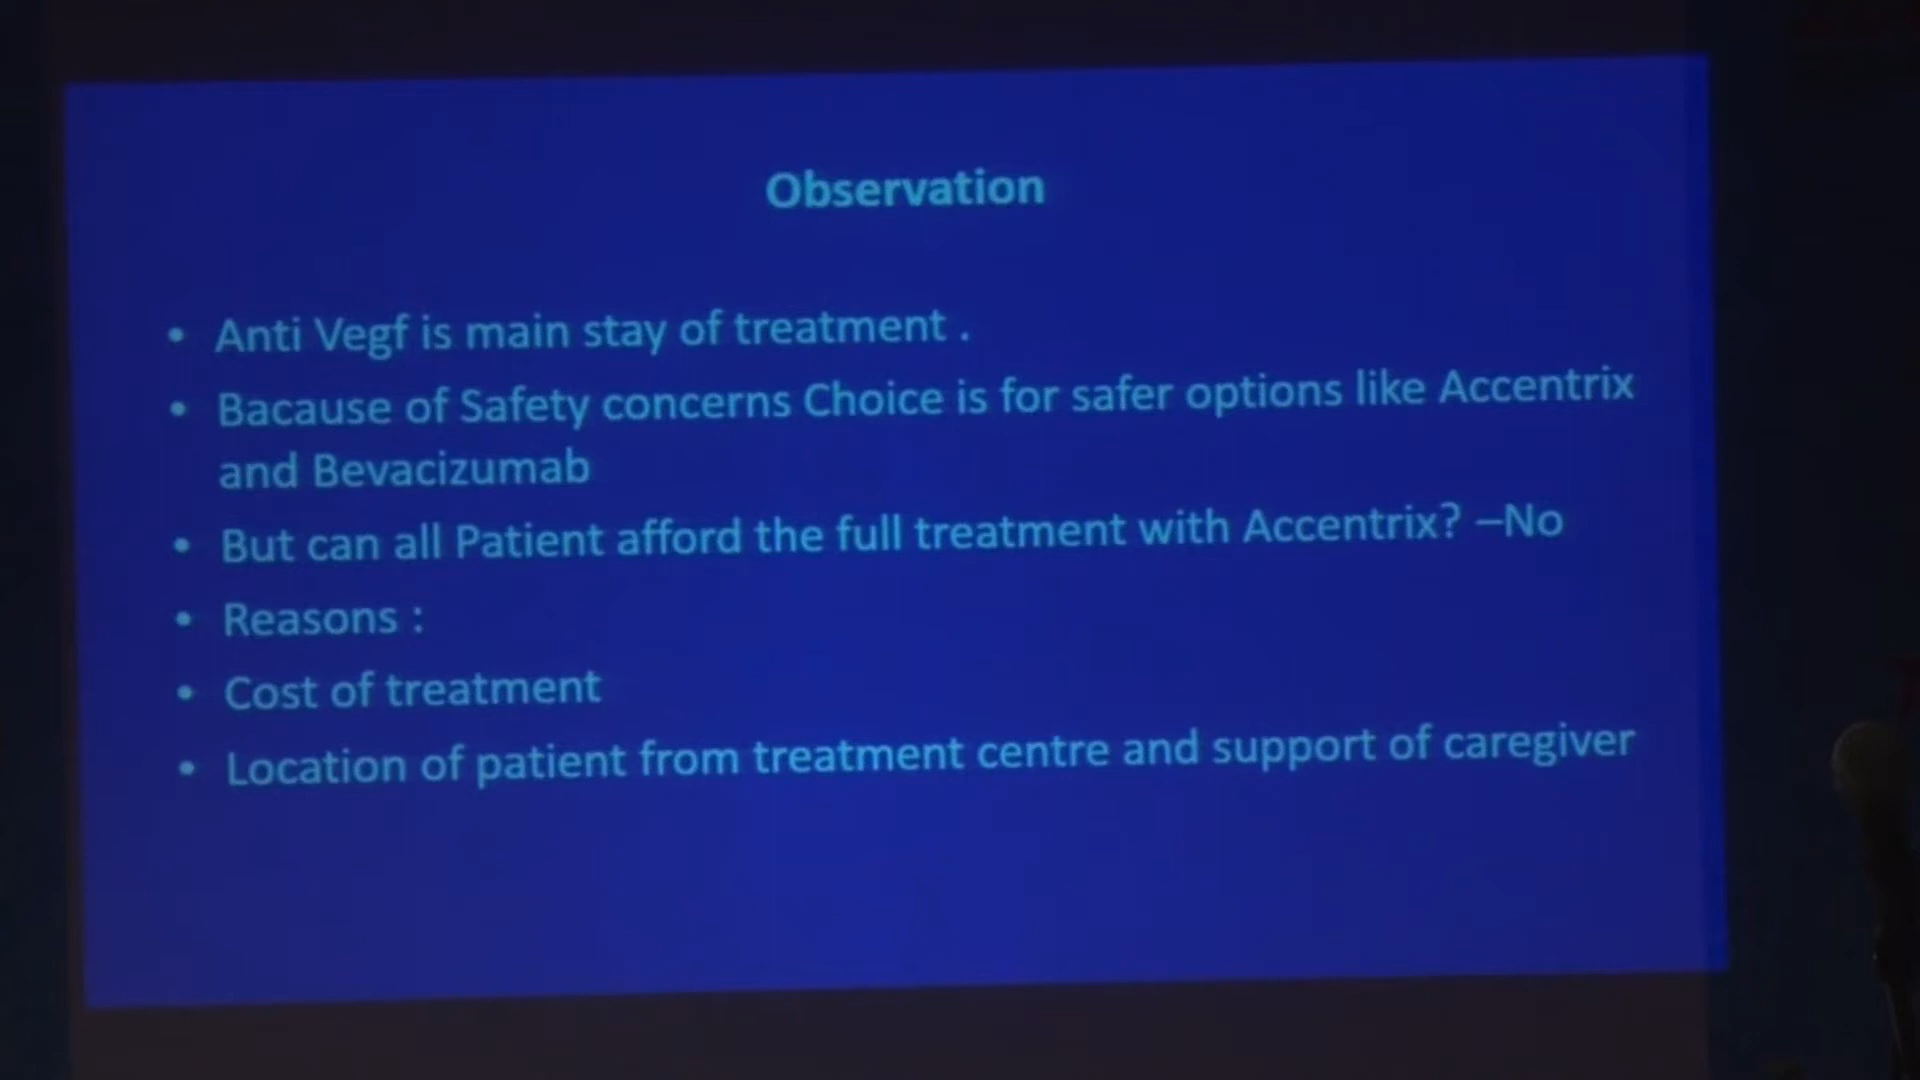 Observation
• Anti Vegf is main stay of treatment .
• Bacause of Safety concerns Choice is for safer options like Accentrix
and Bevacizumab
• But can all Patient afford the full treatment with Accentrix? –No
• Reasons :
• Cost of treatment
• Location of patient from treatment centre and support of caregiver